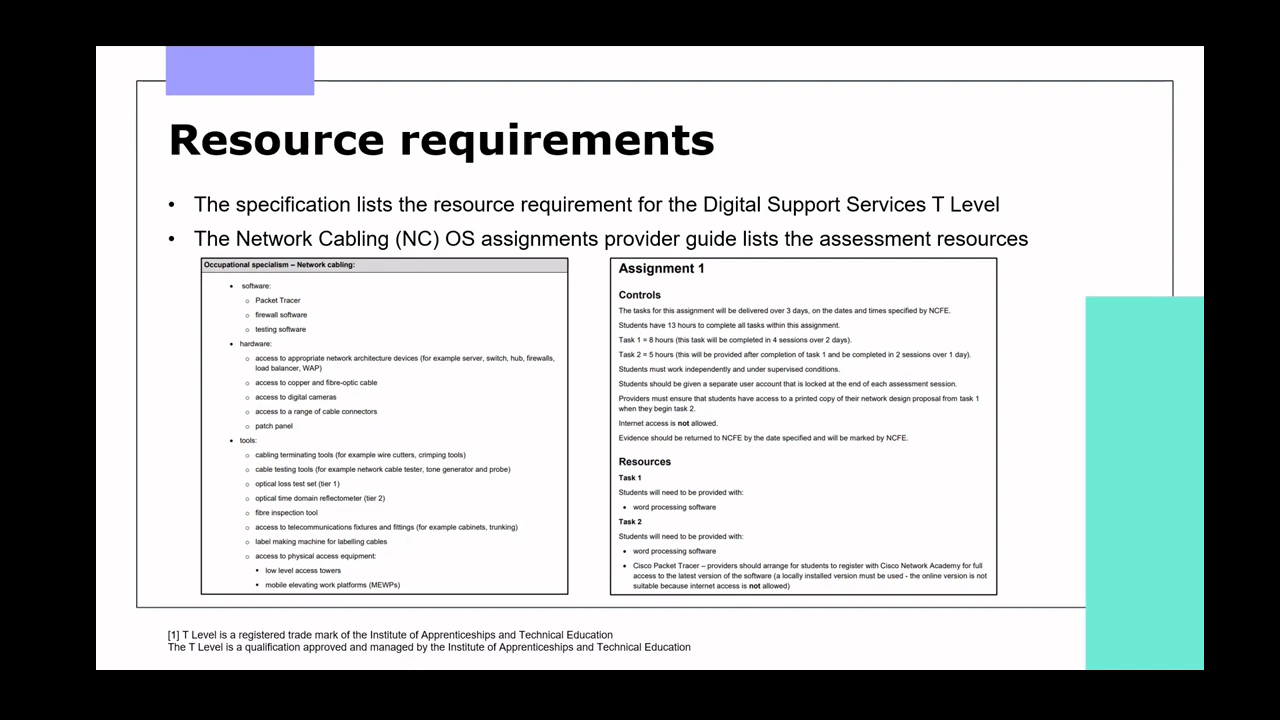 Resource requirements
• The specification lists the resource requirement for the Digital Support Services T Level
• The Network Cabling (NC) OS assignments provider guide lists the assessment resources
Occupational specialism – Network cabling:
• software:
o Packet Tracer
o firewall software
o testing software
• hardware:
o access to appropriate network architecture devices (for example server, switch, hub, firewalls,
load balancer, WAP)
o access to copper and fibre-optic cable
o access to digital cameras
o access to a range of cable connectors
o patch panel
• tools:
o cabling terminating tools (for example wire cutters, crimping tools)
o cable testing tools (for example network cable tester, tone generator and probe)
o optical loss test set (tier 1)
o optical time domain reflectometer (tier 2)
o fibre inspection tool
o access to telecommunications fixtures and fittings (for example cabinets, trunking)
o label making machine for labelling cables
o access to physical access equipment:
▪ low level access towers
▪ mobile elevating work platforms (MEWPs)
Assignment 1
Controls
The tasks for this assignment will be delivered over 3 days, on the dates and times specified by NCFE.
Students have 13 hours to complete all tasks within this assignment.
Task 1 = 8 hours (this task will be completed in 4 sessions over 2 days).
Task 2 = 5 hours (this will be provided after completion of task 1 and be completed in 2 sessions over 1 day).
Students must work independently and under supervised conditions.
Students should be given a separate user account that is locked at the end of each assessment session.
Providers must ensure that students have access to a printed copy of their network design proposal from task 1
when they begin task 2.
Internet access is not allowed.
Evidence should be returned to NCFE by the date specified and will be marked by NCFE.
Resources
Task 1
Students will need to be provided with:
• word processing software
Task 2
Students will need to be provided with:
• word processing software
• Cisco Packet Tracer – providers should arrange for students to register with Cisco Network Academy for full
access to the latest version of the software (a locally installed version must be used - the online version is not
suitable because internet access is not allowed)
[1] T Level is a registered trade mark of the Institute of Apprenticeships and Technical Education
The T Level is a qualification approved and managed by the Institute of Apprenticeships and Technical Education